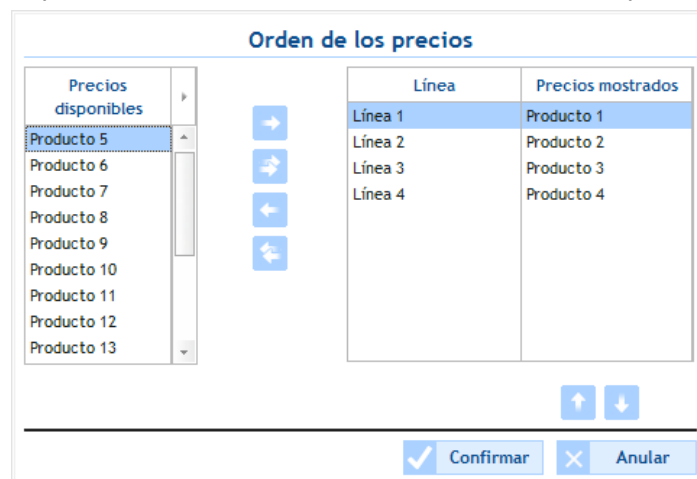 Orden de los precios
Precios
disponibles
Producto 5
Producto 6
Producto 7
Producto 8
Producto 9
Producto 10
Producto 11
Producto 12
Producto 13
Línea Precios mostrados
Línea 1 Producto 1
Línea 2 Producto 2
Línea 3 Producto 3
Línea 4 Producto 4
Confirmar Anular